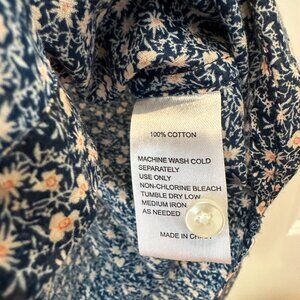 100% COTTON
MACHINE WASH COLD
SEPARATELY
USE ONLY
NON-CHLORINE BLEACH
TUMBLE DRY LOW
MEDIUM IRON
AS NEEDED
MADE IN CHINA